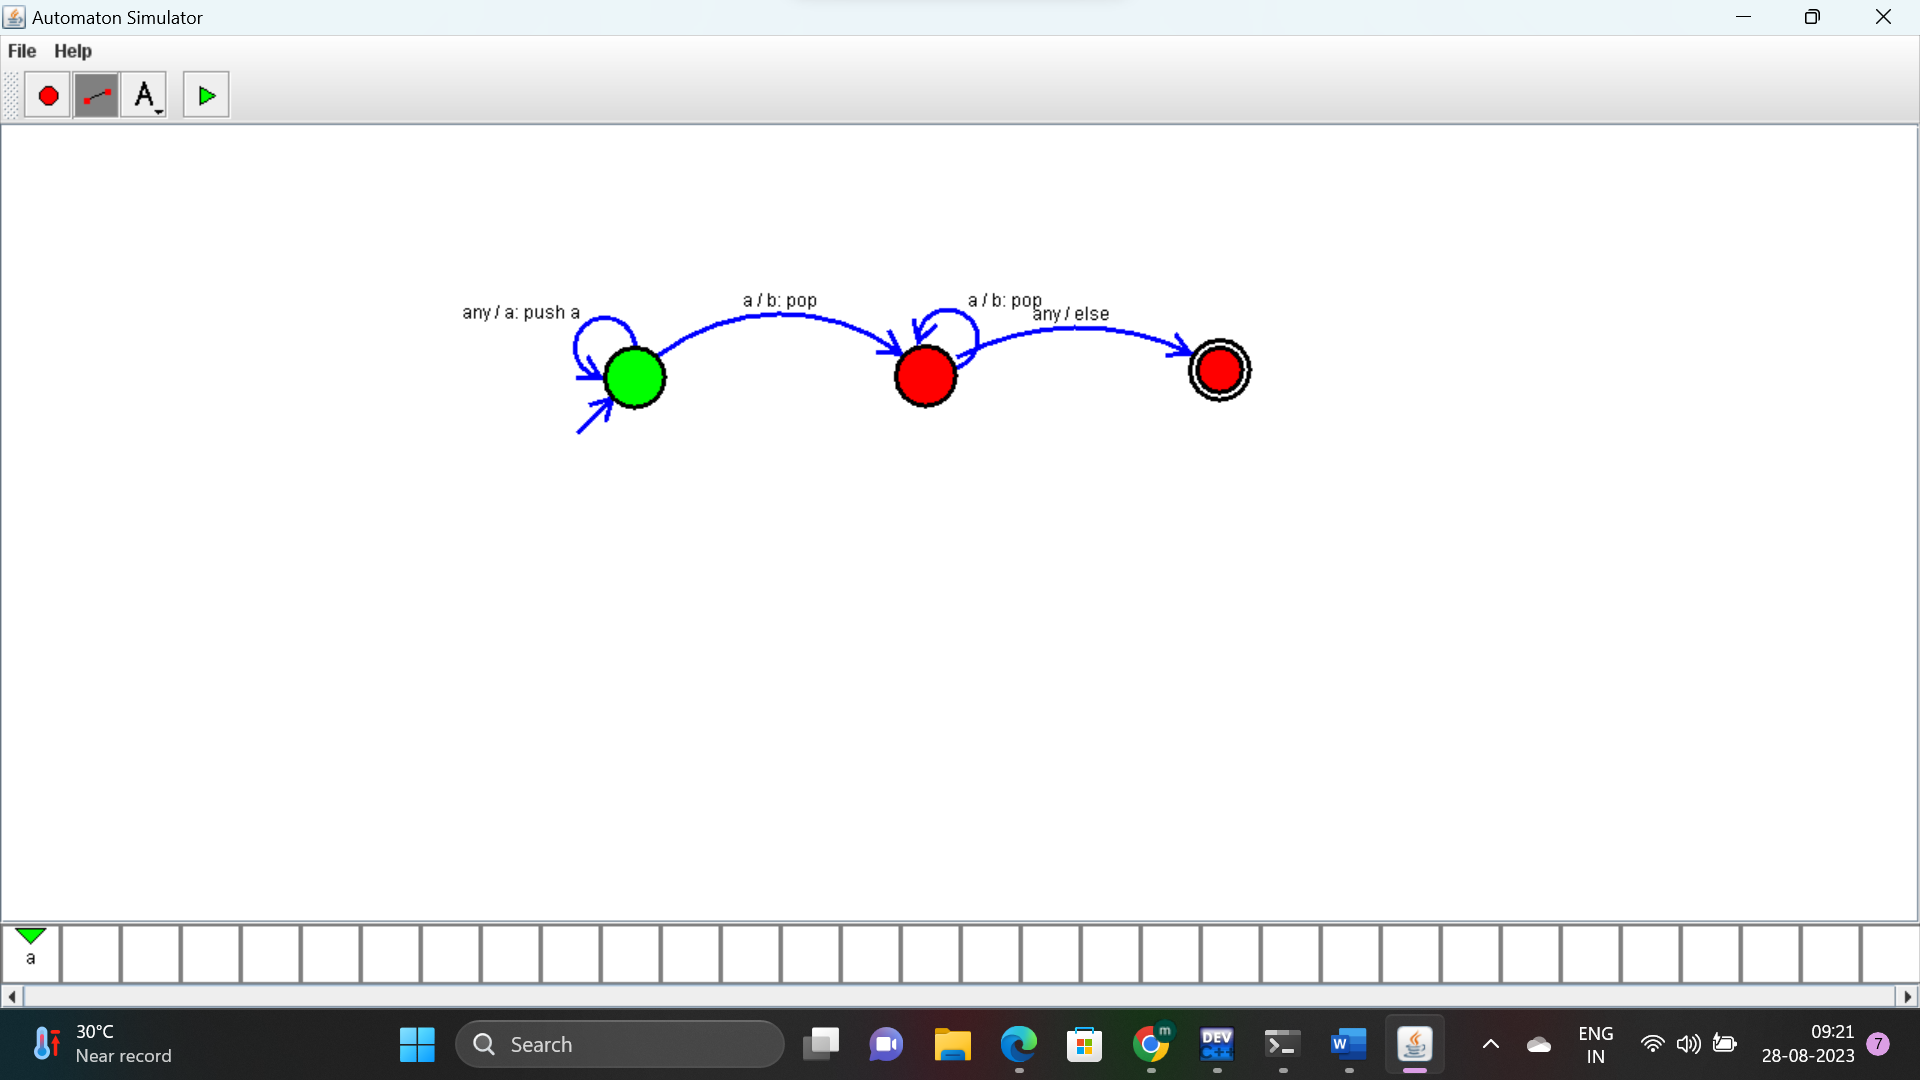 Automaton Simulator
File Help
A
any / a: push a
a / b: pop
a / b: pop
any / else
a
30°C
Near record
Search
m
DEV
C++
W
ENG
IN
09:21
28-08-2023
7